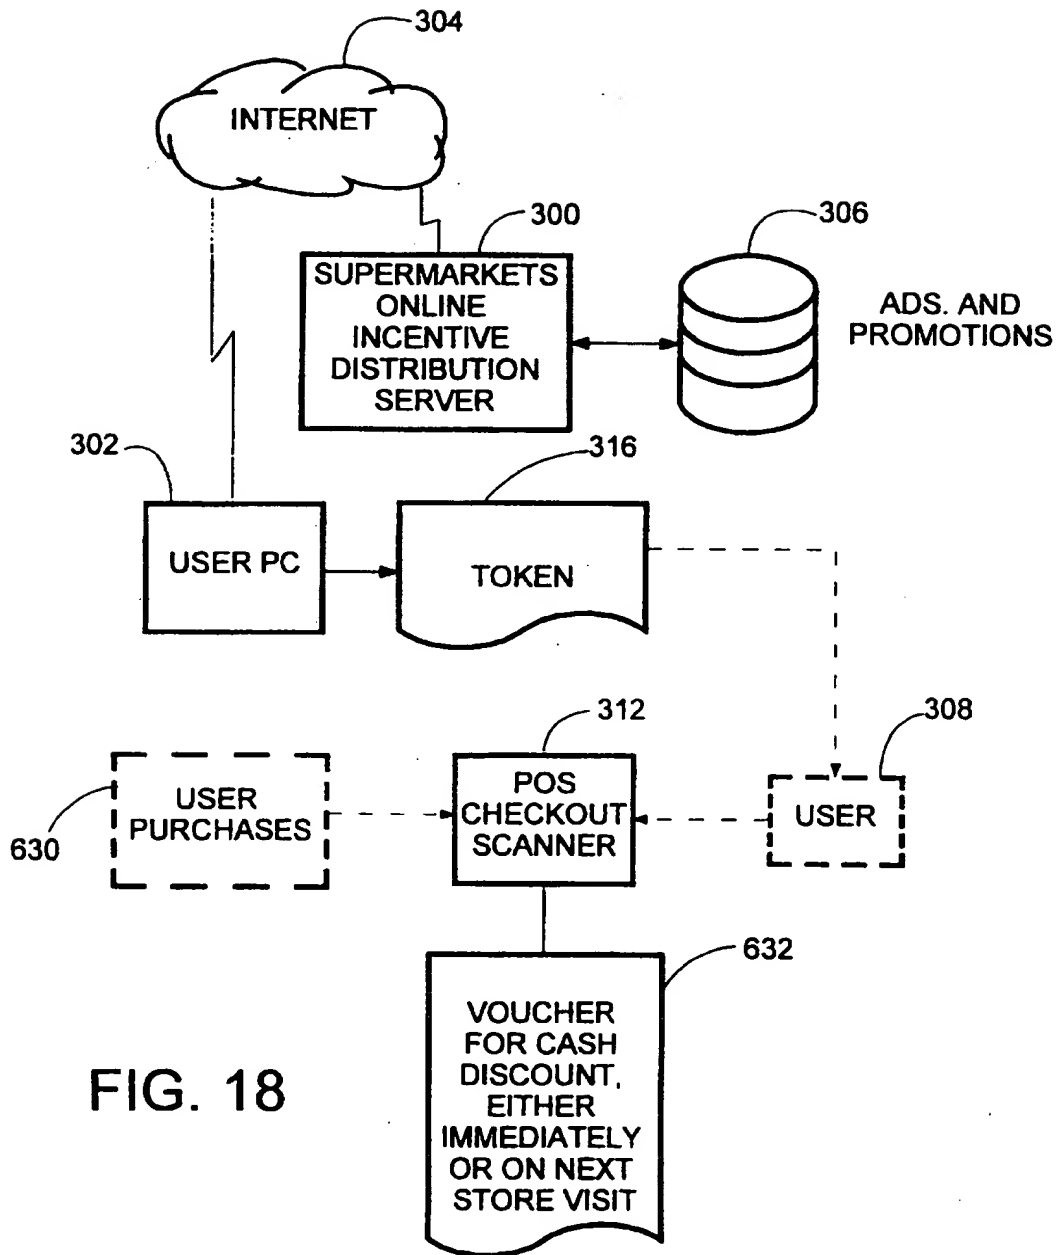 304
INTERNET
300
306
SUPERMARKETS
ONLINE
INCENTIVE
DISTRIBUTION
SERVER
ADS. AND
PROMOTIONS
302
316
USER PC
TOKEN
312
308
USER
PURCHASES
POS
CHECKOUT
SCANNER
USER
630
632
VOUCHER
FOR CASH
DISCOUNT,
EITHER
IMMEDIATELY
OR ON NEXT
STORE VISIT
FIG. 18